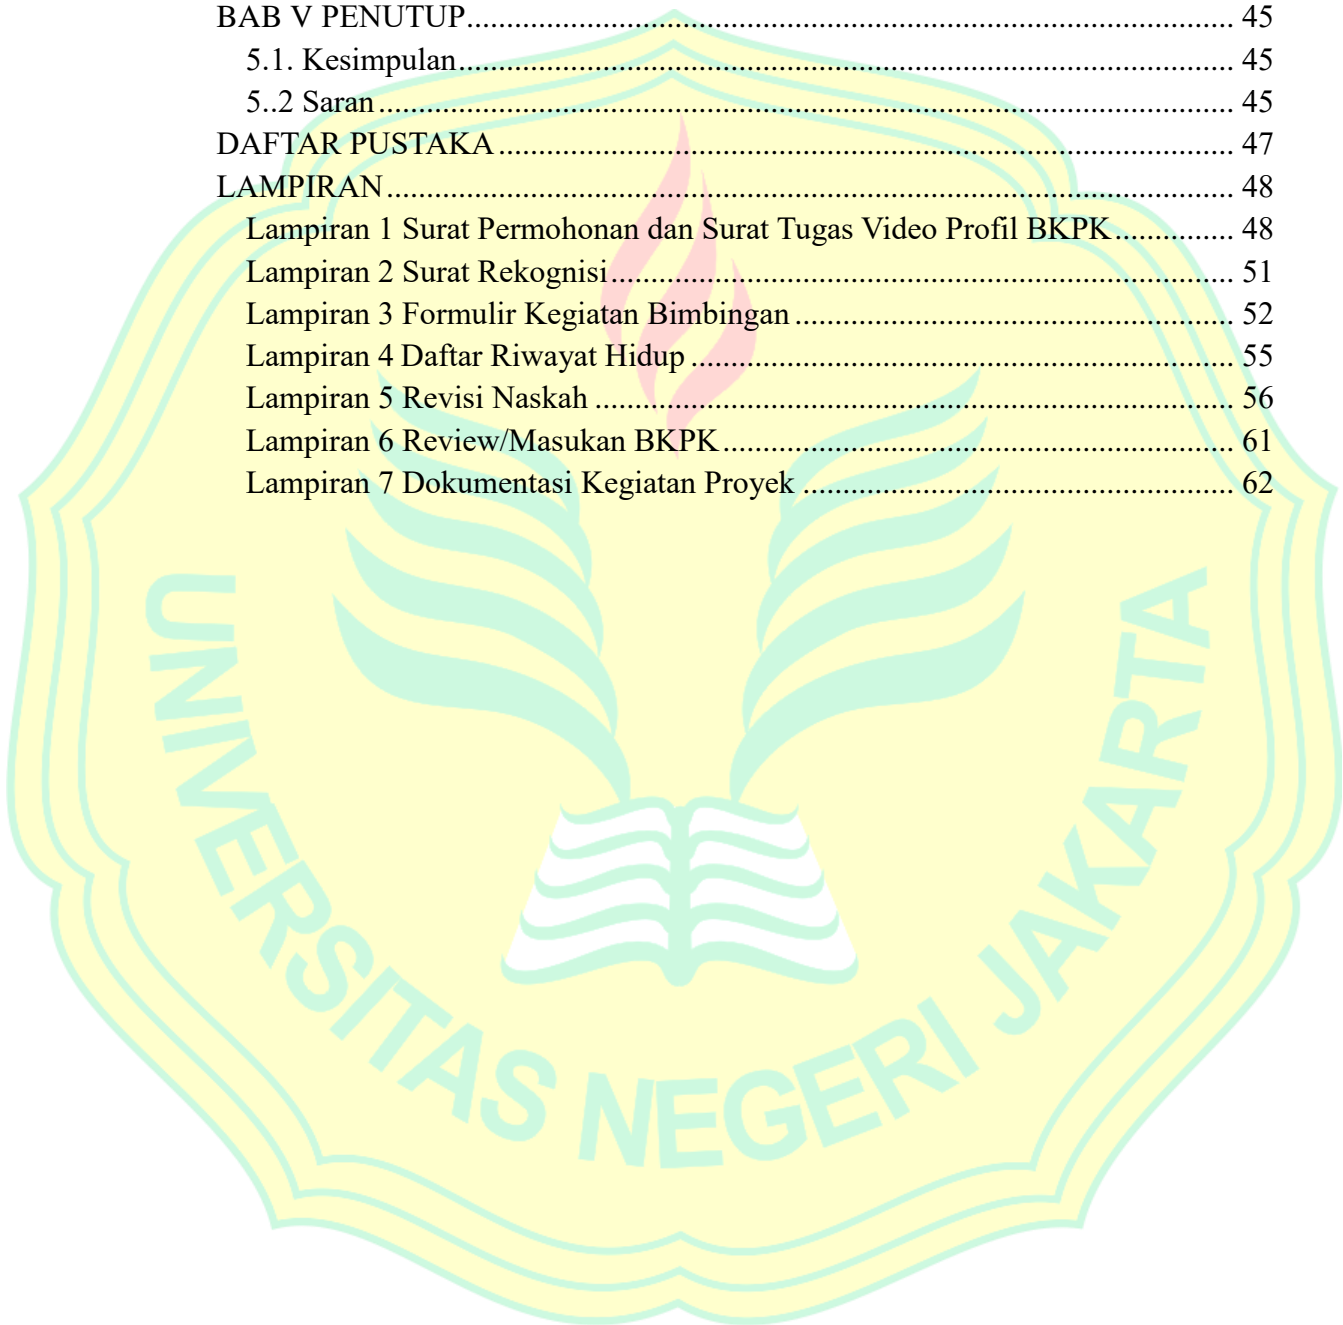 BAB V PENUTUP.......................................................................................... 45
5.1. Kesimpulan........................................................................................... 45
5..2 Saran..................................................................................................... 45
DAFTAR PUSTAKA....................................................................................... 47
LAMPIRAN.................................................................................................... 48
Lampiran 1 Surat Permohonan dan Surat Tugas Video Profil BKPK............... 48
Lampiran 2 Surat Rekognisi.......................................................................... 51
Lampiran 3 Formulir Kegiatan Bimbingan.................................................... 52
Lampiran 4 Daftar Riwayat Hidup................................................................. 55
Lampiran 5 Revisi Naskah............................................................................ 56
Lampiran 6 Review/Masukan BKPK............................................................. 61
Lampiran 7 Dokumentasi Kegiatan Proyek................................................... 62
UNIVERSITAS NEGERI JAKARTA